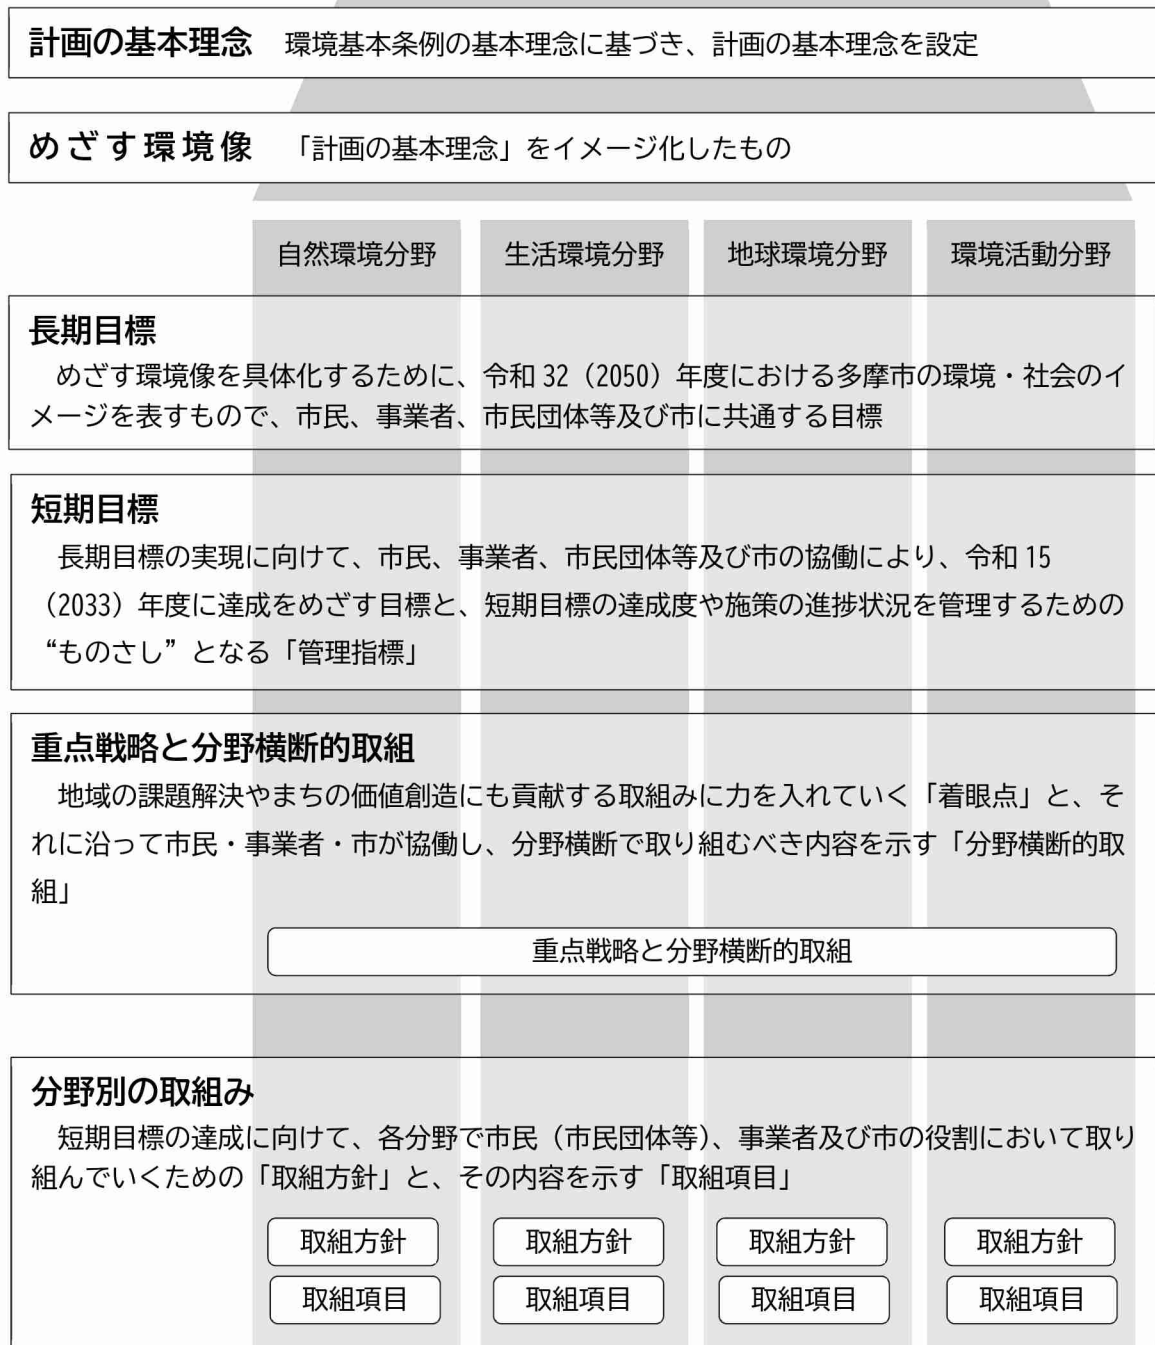 計画の基本理念 環境基本条例の基本理念に基づき、計画の基本理念を設定
めざす環境像 「計画の基本理念」をイメージ化したもの
自然環境分野 生活環境分野 地球環境分野 環境活動分野
長期目標
めざす環境像を具体化するために、令和 32（2050）年度における多摩市の環境・社会のイ
メージを表すもので、市民、事業者、市民団体等及び市に共通する目標
短期目標
長期目標の実現に向けて、市民、事業者、市民団体等及び市の協働により、令和 15
（2033）年度に達成をめざす目標と、短期目標の達成度や施策の進捗状況を管理するための
“ものさし”となる「管理指標」
重点戦略と分野横断的取組
地域の課題解決やまちの価値創造にも貢献する取組みに力を入れていく「着眼点」と、そ
れに沿って市民・事業者・市が協働し、分野横断で取り組むべき内容を示す「分野横断的取
組」
重点戦略と分野横断的取組
分野別の取組み
短期目標の達成に向けて、各分野で市民（市民団体等）、事業者及び市の役割において取り
組んでいくための「取組方針」と、その内容を示す「取組項目」
取組方針 取組方針 取組方針 取組方針
取組項目 取組項目 取組項目 取組項目